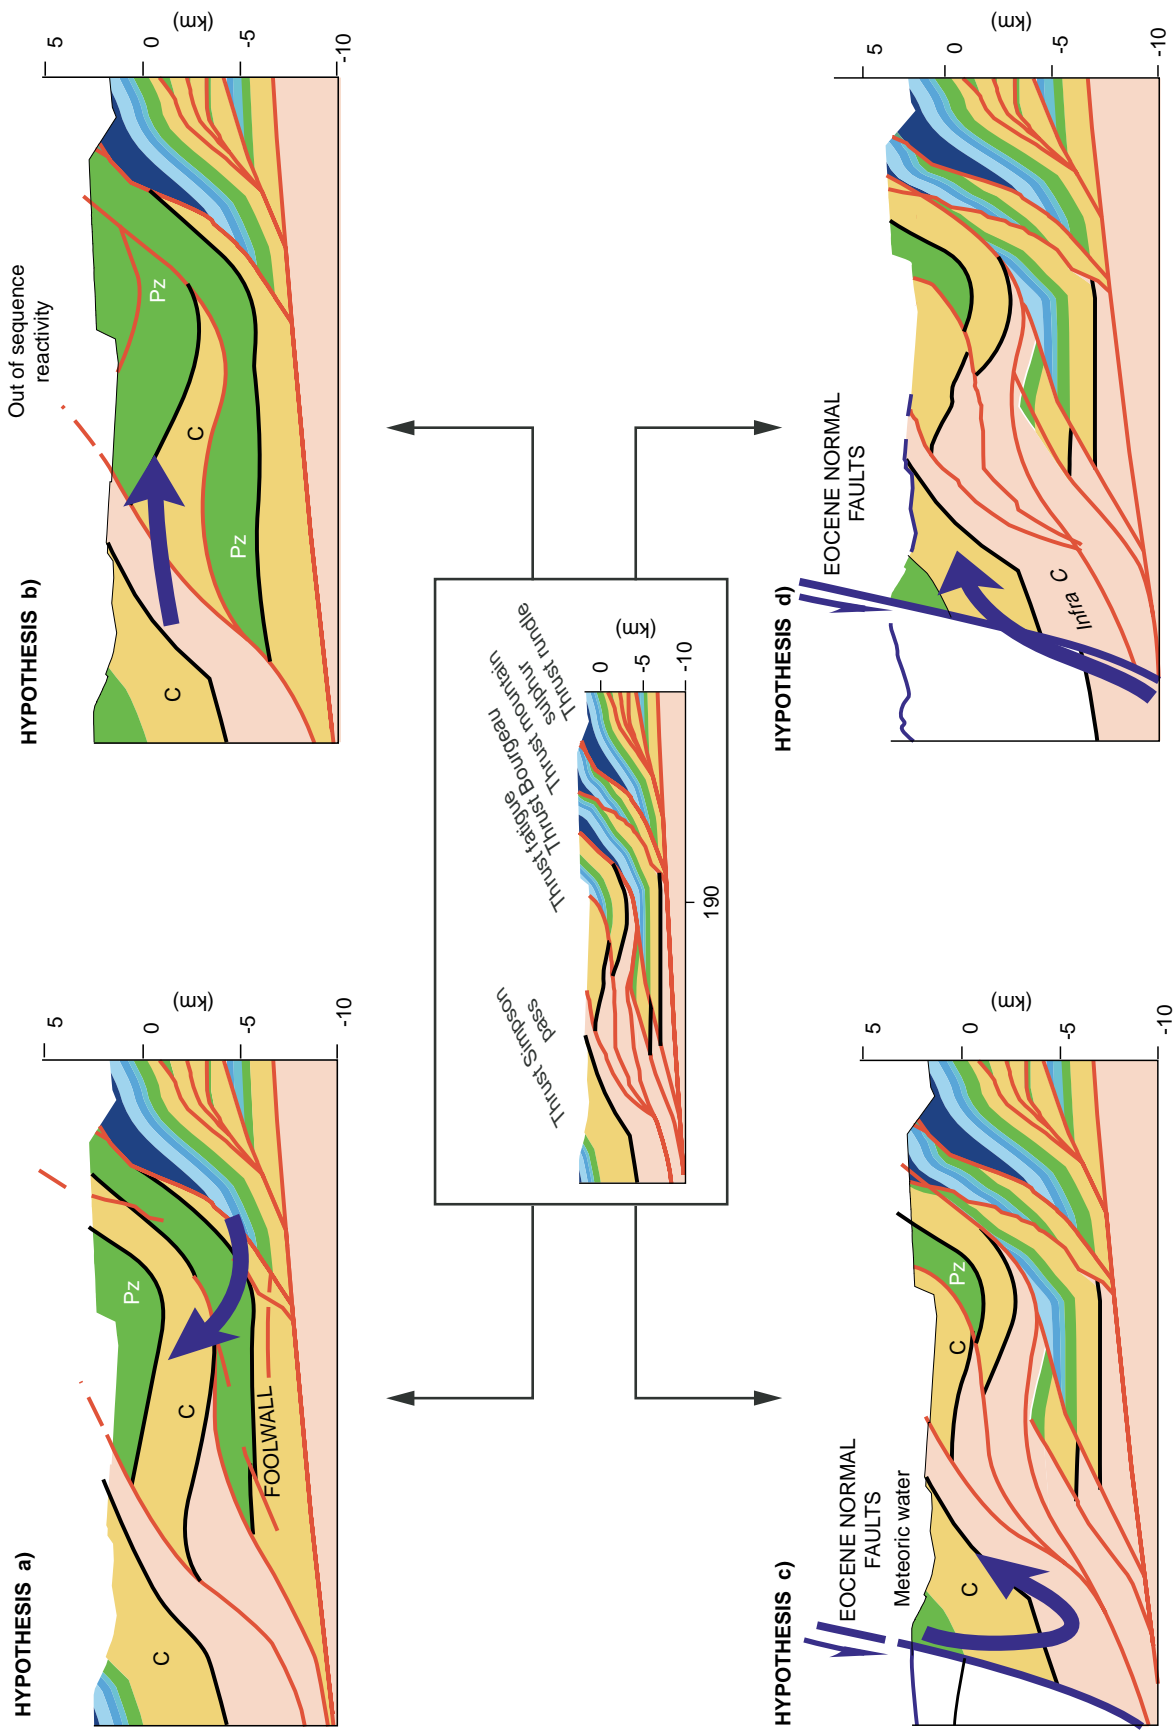 HYPOTHESIS a)
5
0
-5
-10
(km)
Pz
C
C
FOOLWALL
HYPOTHESIS b)
Out of sequence
reactivity
5
0
-5
-10
(km)
Pz
C
C
Pz
Thrust Simpson
pass
Thrust fatigue
Thrust Bourgeau
Thrust mountain
sulphur
Thrust rundle
0
-5
-10
(km)
190
HYPOTHESIS c)
EOCENE NORMAL
FAULTS
Meteoric water
5
0
-5
-10
(km)
C
C
Pz
HYPOTHESIS d)
EOCENE NORMAL
FAULTS
5
0
-5
-10
(km)
Infra C